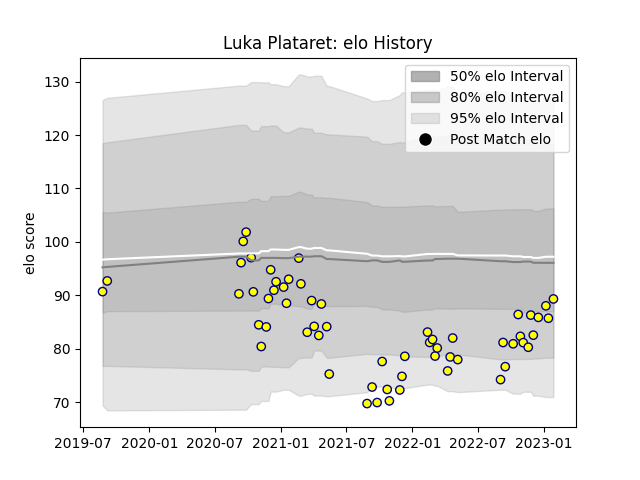 Luka Plataret: elo History
50% elo Interval
80% elo Interval
95% elo Interval
Post Match elo
elo score
130
120
110
100
90
80
70
2019-07 2020-01 2020-07 2021-01 2021-07 2022-01 2022-07 2023-01